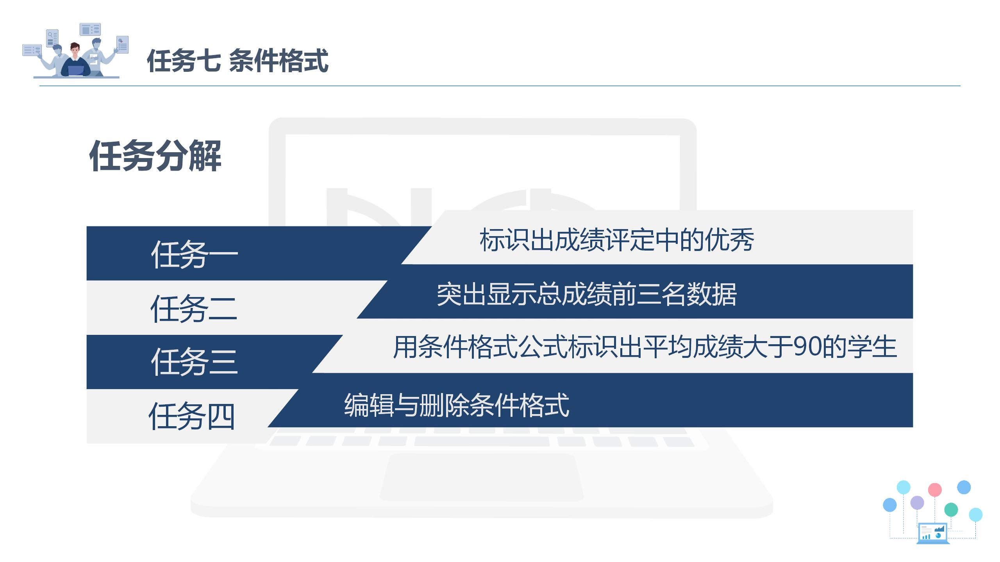 任务七 条件格式
任务分解
任务一
标识出成绩评定中的优秀
任务二
突出显示总成绩前三名数据
任务三
用条件格式公式标识出平均成绩大于90的学生
任务四
编辑与删除条件格式